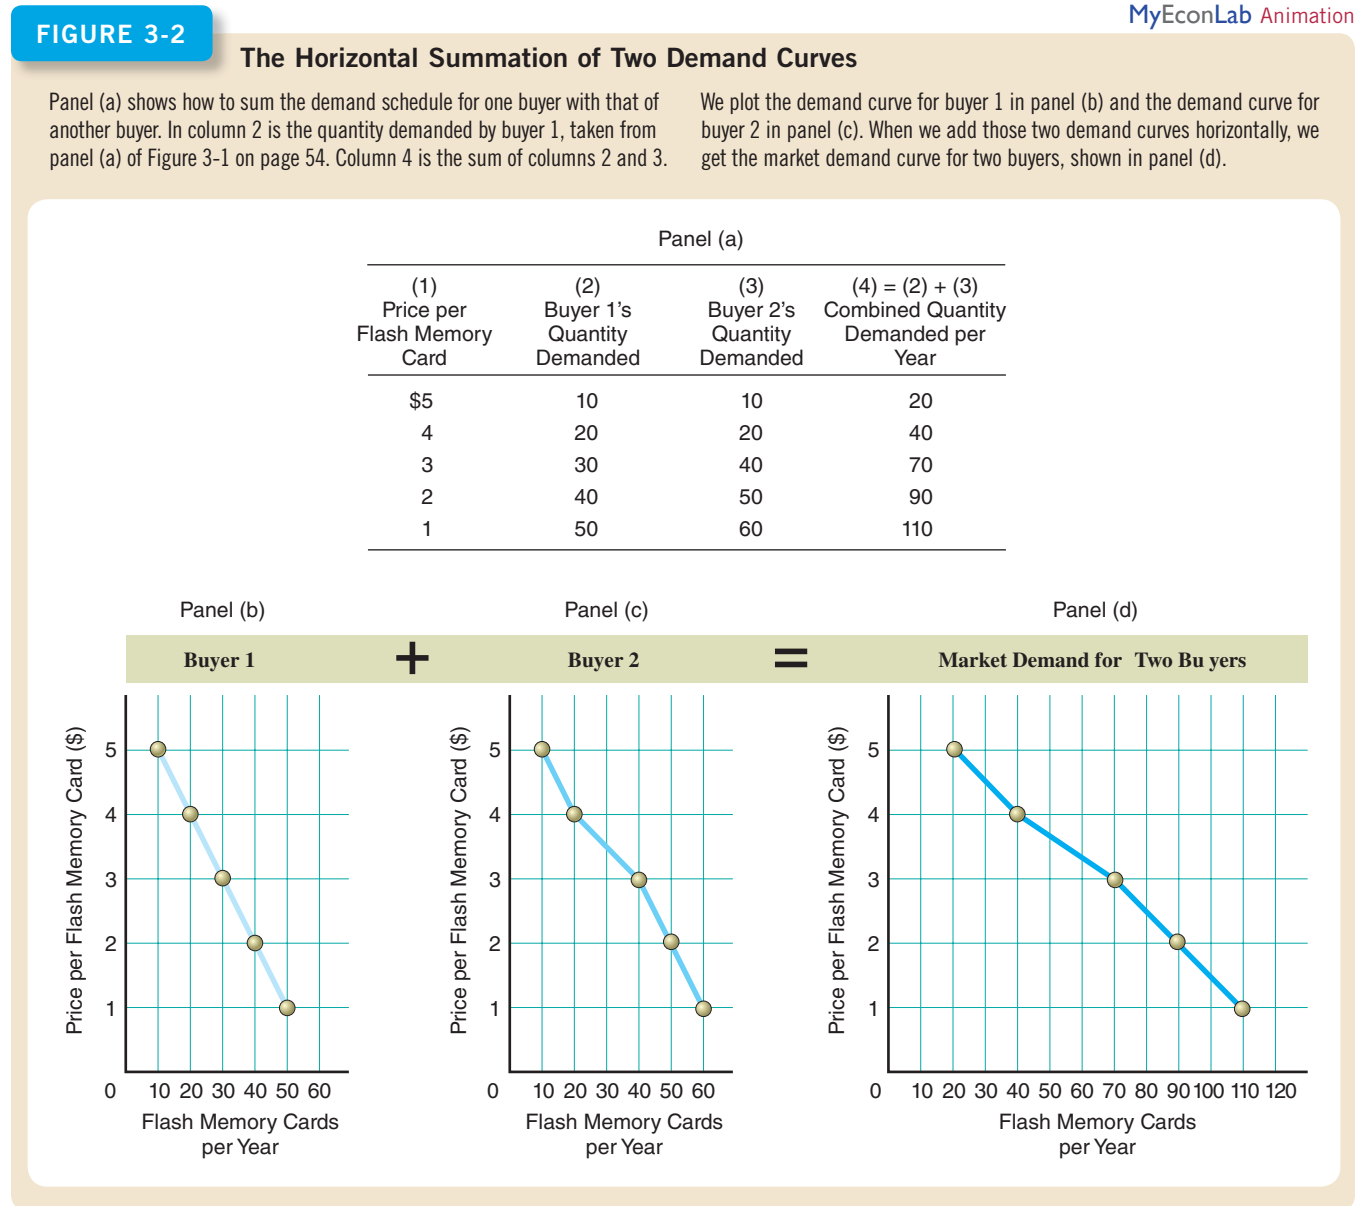 MyEconLab Animation
FIGURE 3-2
The Horizontal Summation of Two Demand Curves
Panel (a) shows how to sum the demand schedule for one buyer with that of
another buyer. In column 2 is the quantity demanded by buyer 1, taken from
panel (a) of Figure 3-1 on page 54. Column 4 is the sum of columns 2 and 3.
We plot the demand curve for buyer 1 in panel (b) and the demand curve for
buyer 2 in panel (c). When we add those two demand curves horizontally, we
get the market demand curve for two buyers, shown in panel (d).
Panel (a)
(1) (2) (3) (4) = (2) + (3)
Price per Buyer 1's Buyer 2's Combined Quantity
Flash Memory Quantity Quantity Demanded per
Card Demanded Demanded Year
$5 10 10 20
4 20 20 40
3 30 40 70
2 40 50 90
1 50 60 110
Panel (b) Panel (c) Panel (d)
Buyer 1 + Buyer 2 = Market Demand for Two Bu yers
Price per Flash Memory Card ($)
5
4
3
2
1
0 10 20 30 40 50 60
Flash Memory Cards
per Year
Price per Flash Memory Card ($)
5
4
3
2
1
0 10 20 30 40 50 60
Flash Memory Cards
per Year
Price per Flash Memory Card ($)
5
4
3
2
1
0 10 20 30 40 50 60 70 80 90 100 110 120
Flash Memory Cards
per Year